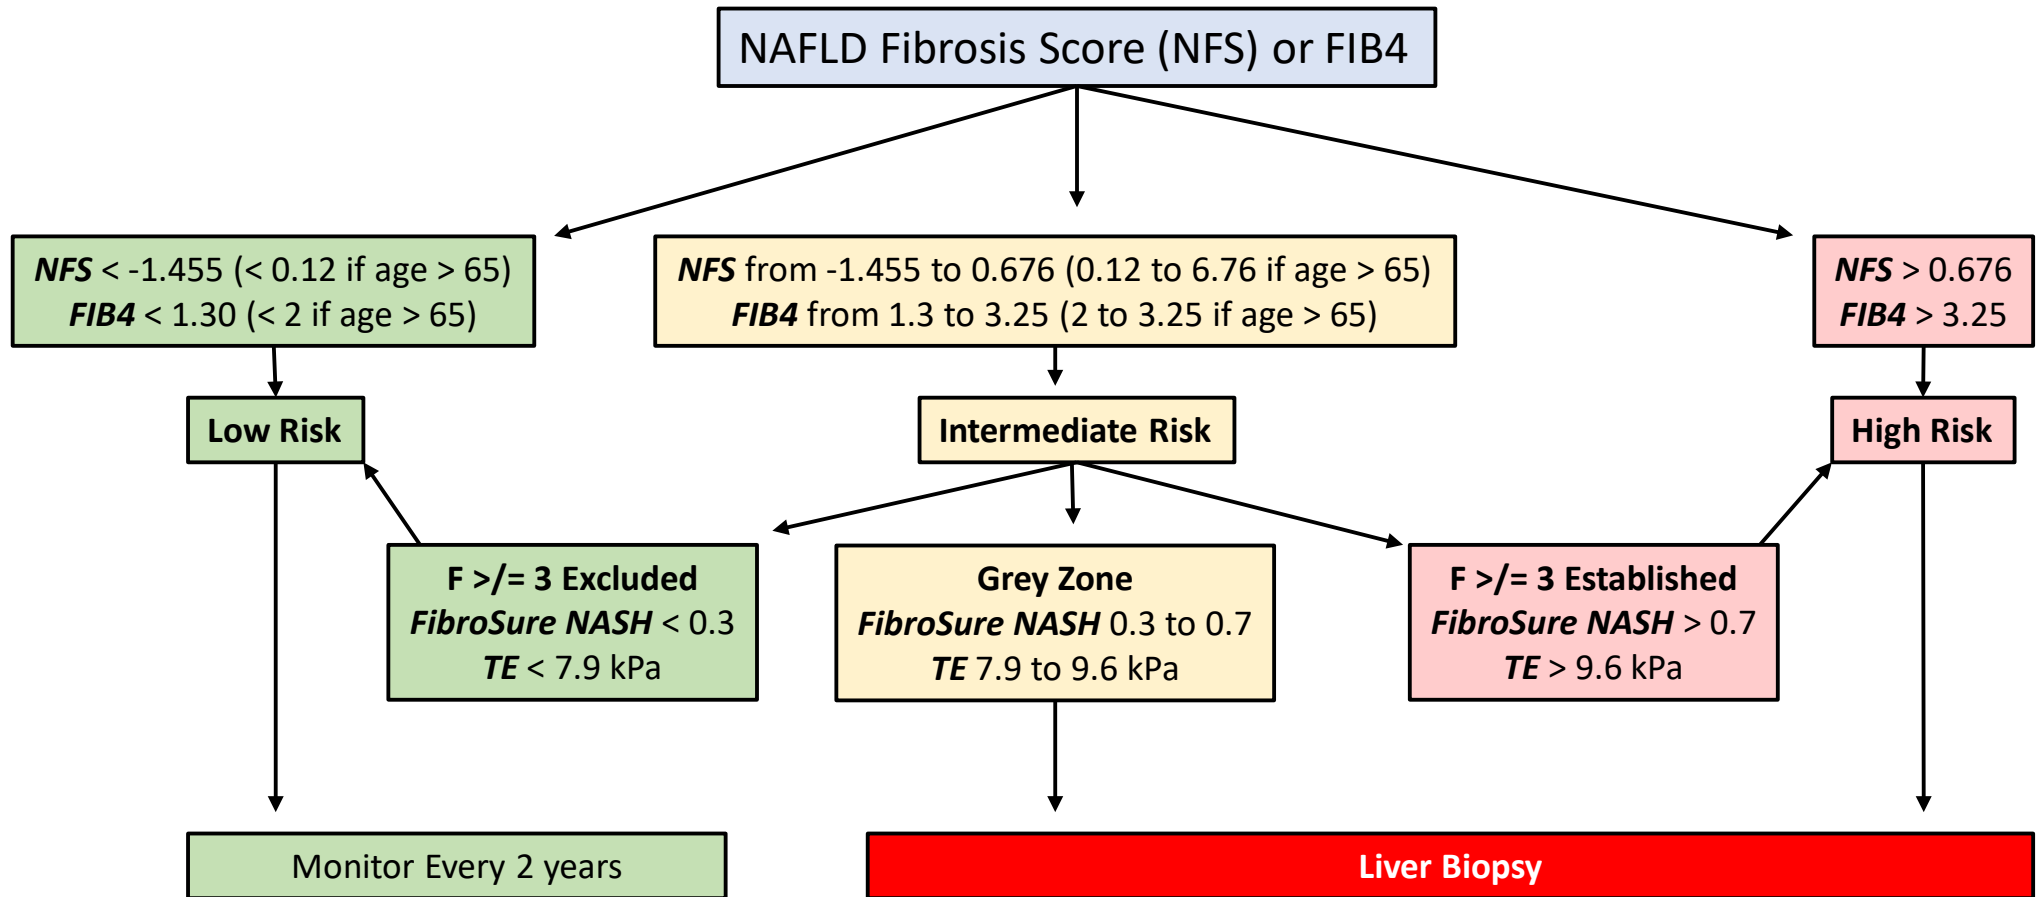 NAFLD Fibrosis Score (NFS) or FIB4
NFS < -1.455 (< 0.12 if age > 65)
FIB4 < 1.30 (< 2 if age > 65)
NFS from -1.455 to 0.676 (0.12 to 6.76 if age > 65)
FIB4 from 1.3 to 3.25 (2 to 3.25 if age > 65)
NFS > 0.676
FIB4 > 3.25
Low Risk
Intermediate Risk
High Risk
F >/= 3 Excluded
FibroSure NASH < 0.3
TE < 7.9 kPa
Grey Zone
FibroSure NASH 0.3 to 0.7
TE 7.9 to 9.6 kPa
F >/= 3 Established
FibroSure NASH > 0.7
TE > 9.6 kPa
Monitor Every 2 years
Liver Biopsy